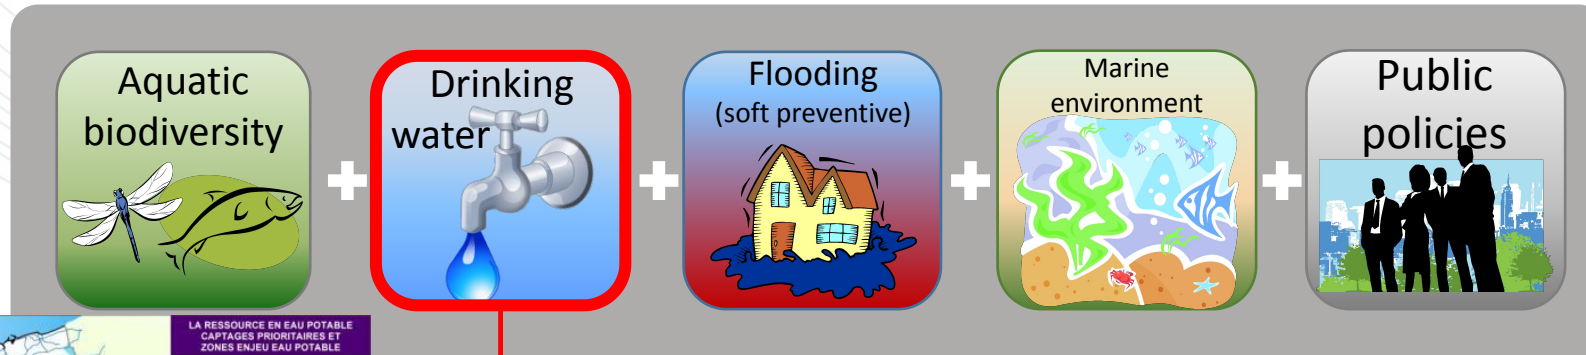 Aquatic
biodiversity
Drinking
water
Flooding
(soft preventive)
Marine
environment
Public
policies
LA RESSOURCE EN EAU POTABLE
CAPTAGES PRIORITAIRES ET
ZONES ENJEU EAU POTABLE